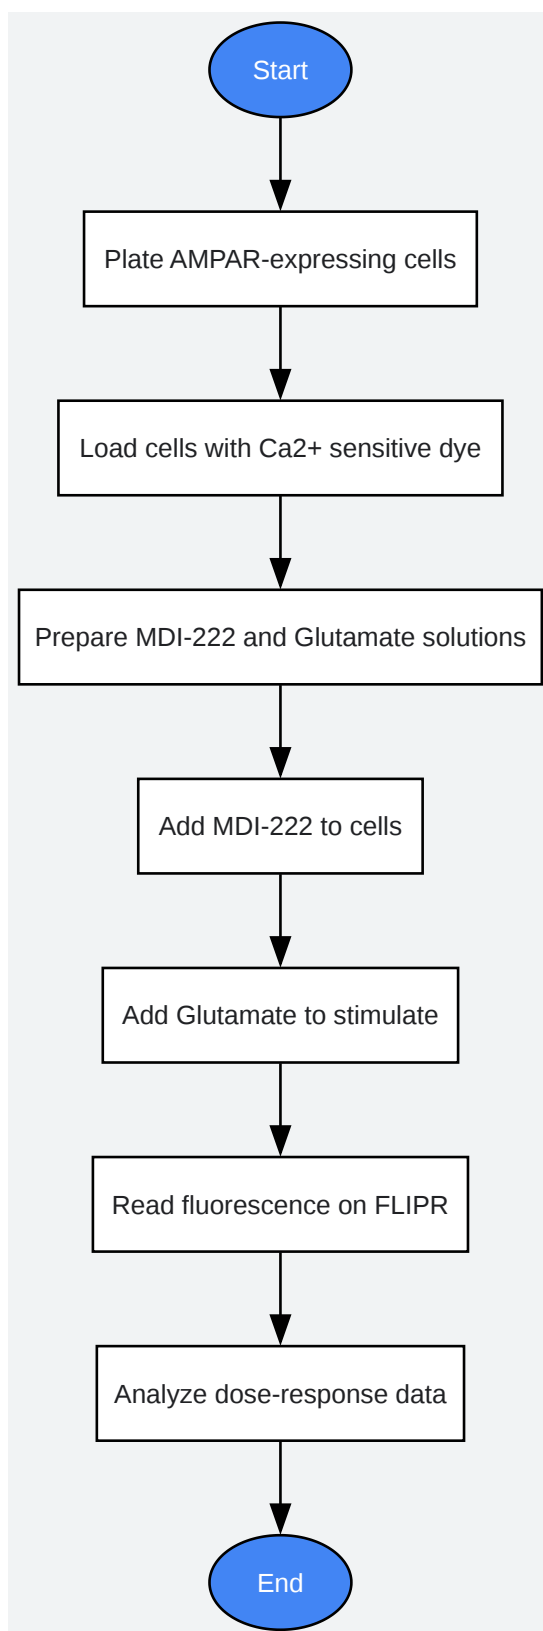 Start
Plate AMPAR-expressing cells
Load cells with Ca2+ sensitive dye
Prepare MDI-222 and Glutamate solutions
Add MDI-222 to cells
Add Glutamate to stimulate
Read fluorescence on FLIPR
Analyze dose-response data
End